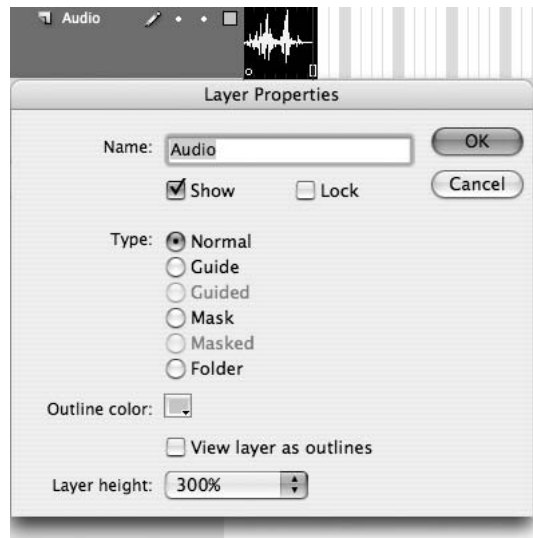 Audio
Layer Properties
Name: Audio OK
Show Lock Cancel
Type: Normal
Guide
Guided
Mask
Masked
Folder
Outline color:
View layer as outlines
Layer height: 300%